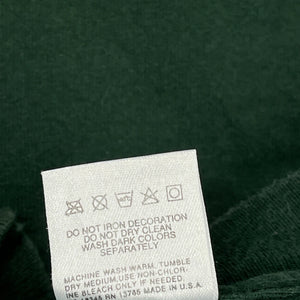 DO NOT IRON DECORATION
DO NOT DRY CLEAN
WASH DARK COLORS
SEPARATELY
MACHINE WASH WARM, TUMBLE
DRY MEDIUM, USE NON-CHLOR-
INE BLEACH ONLY IF NEEDED.
RN 13765 MADE IN U.S.A.